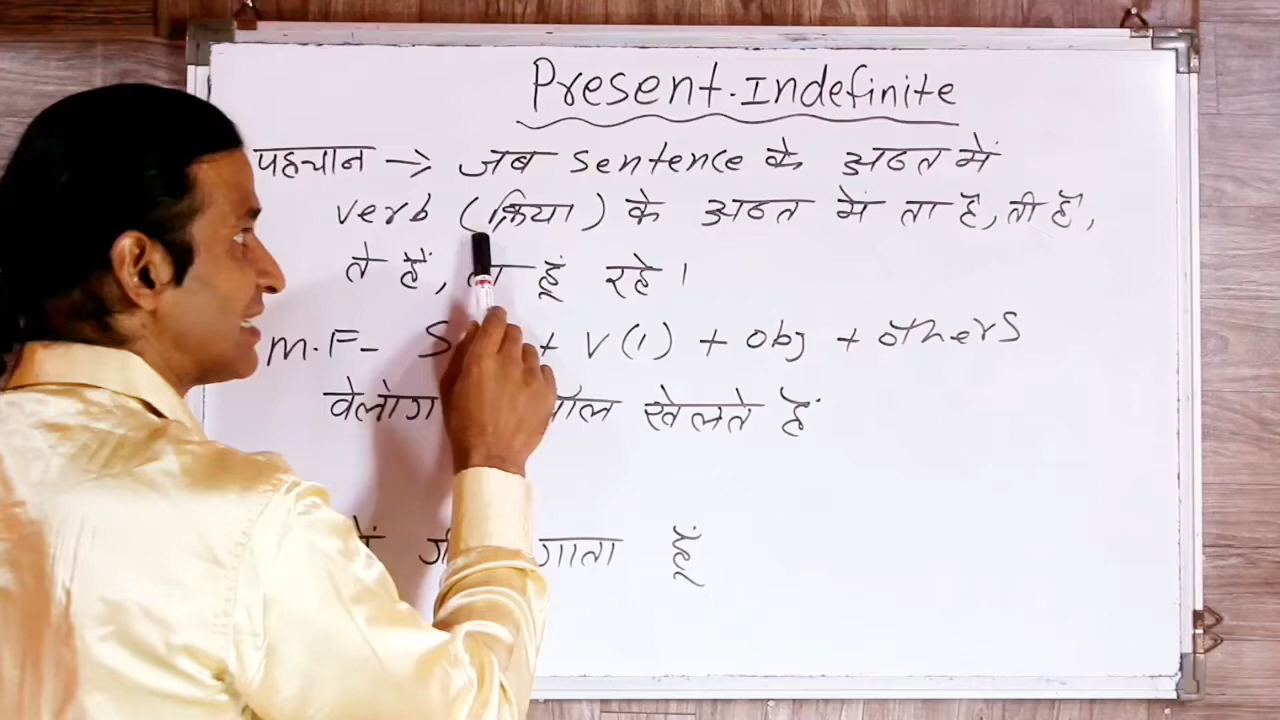 Present. Indefinite
पहचान → जब sentence के अन्त में
verb (क्रिया) के अन्त में ता है, ती है,
ते हैं, ता हूं रहे ।
M.F- + V(1) + obj + others
वेलोग खेलते हैं
गाता हूं